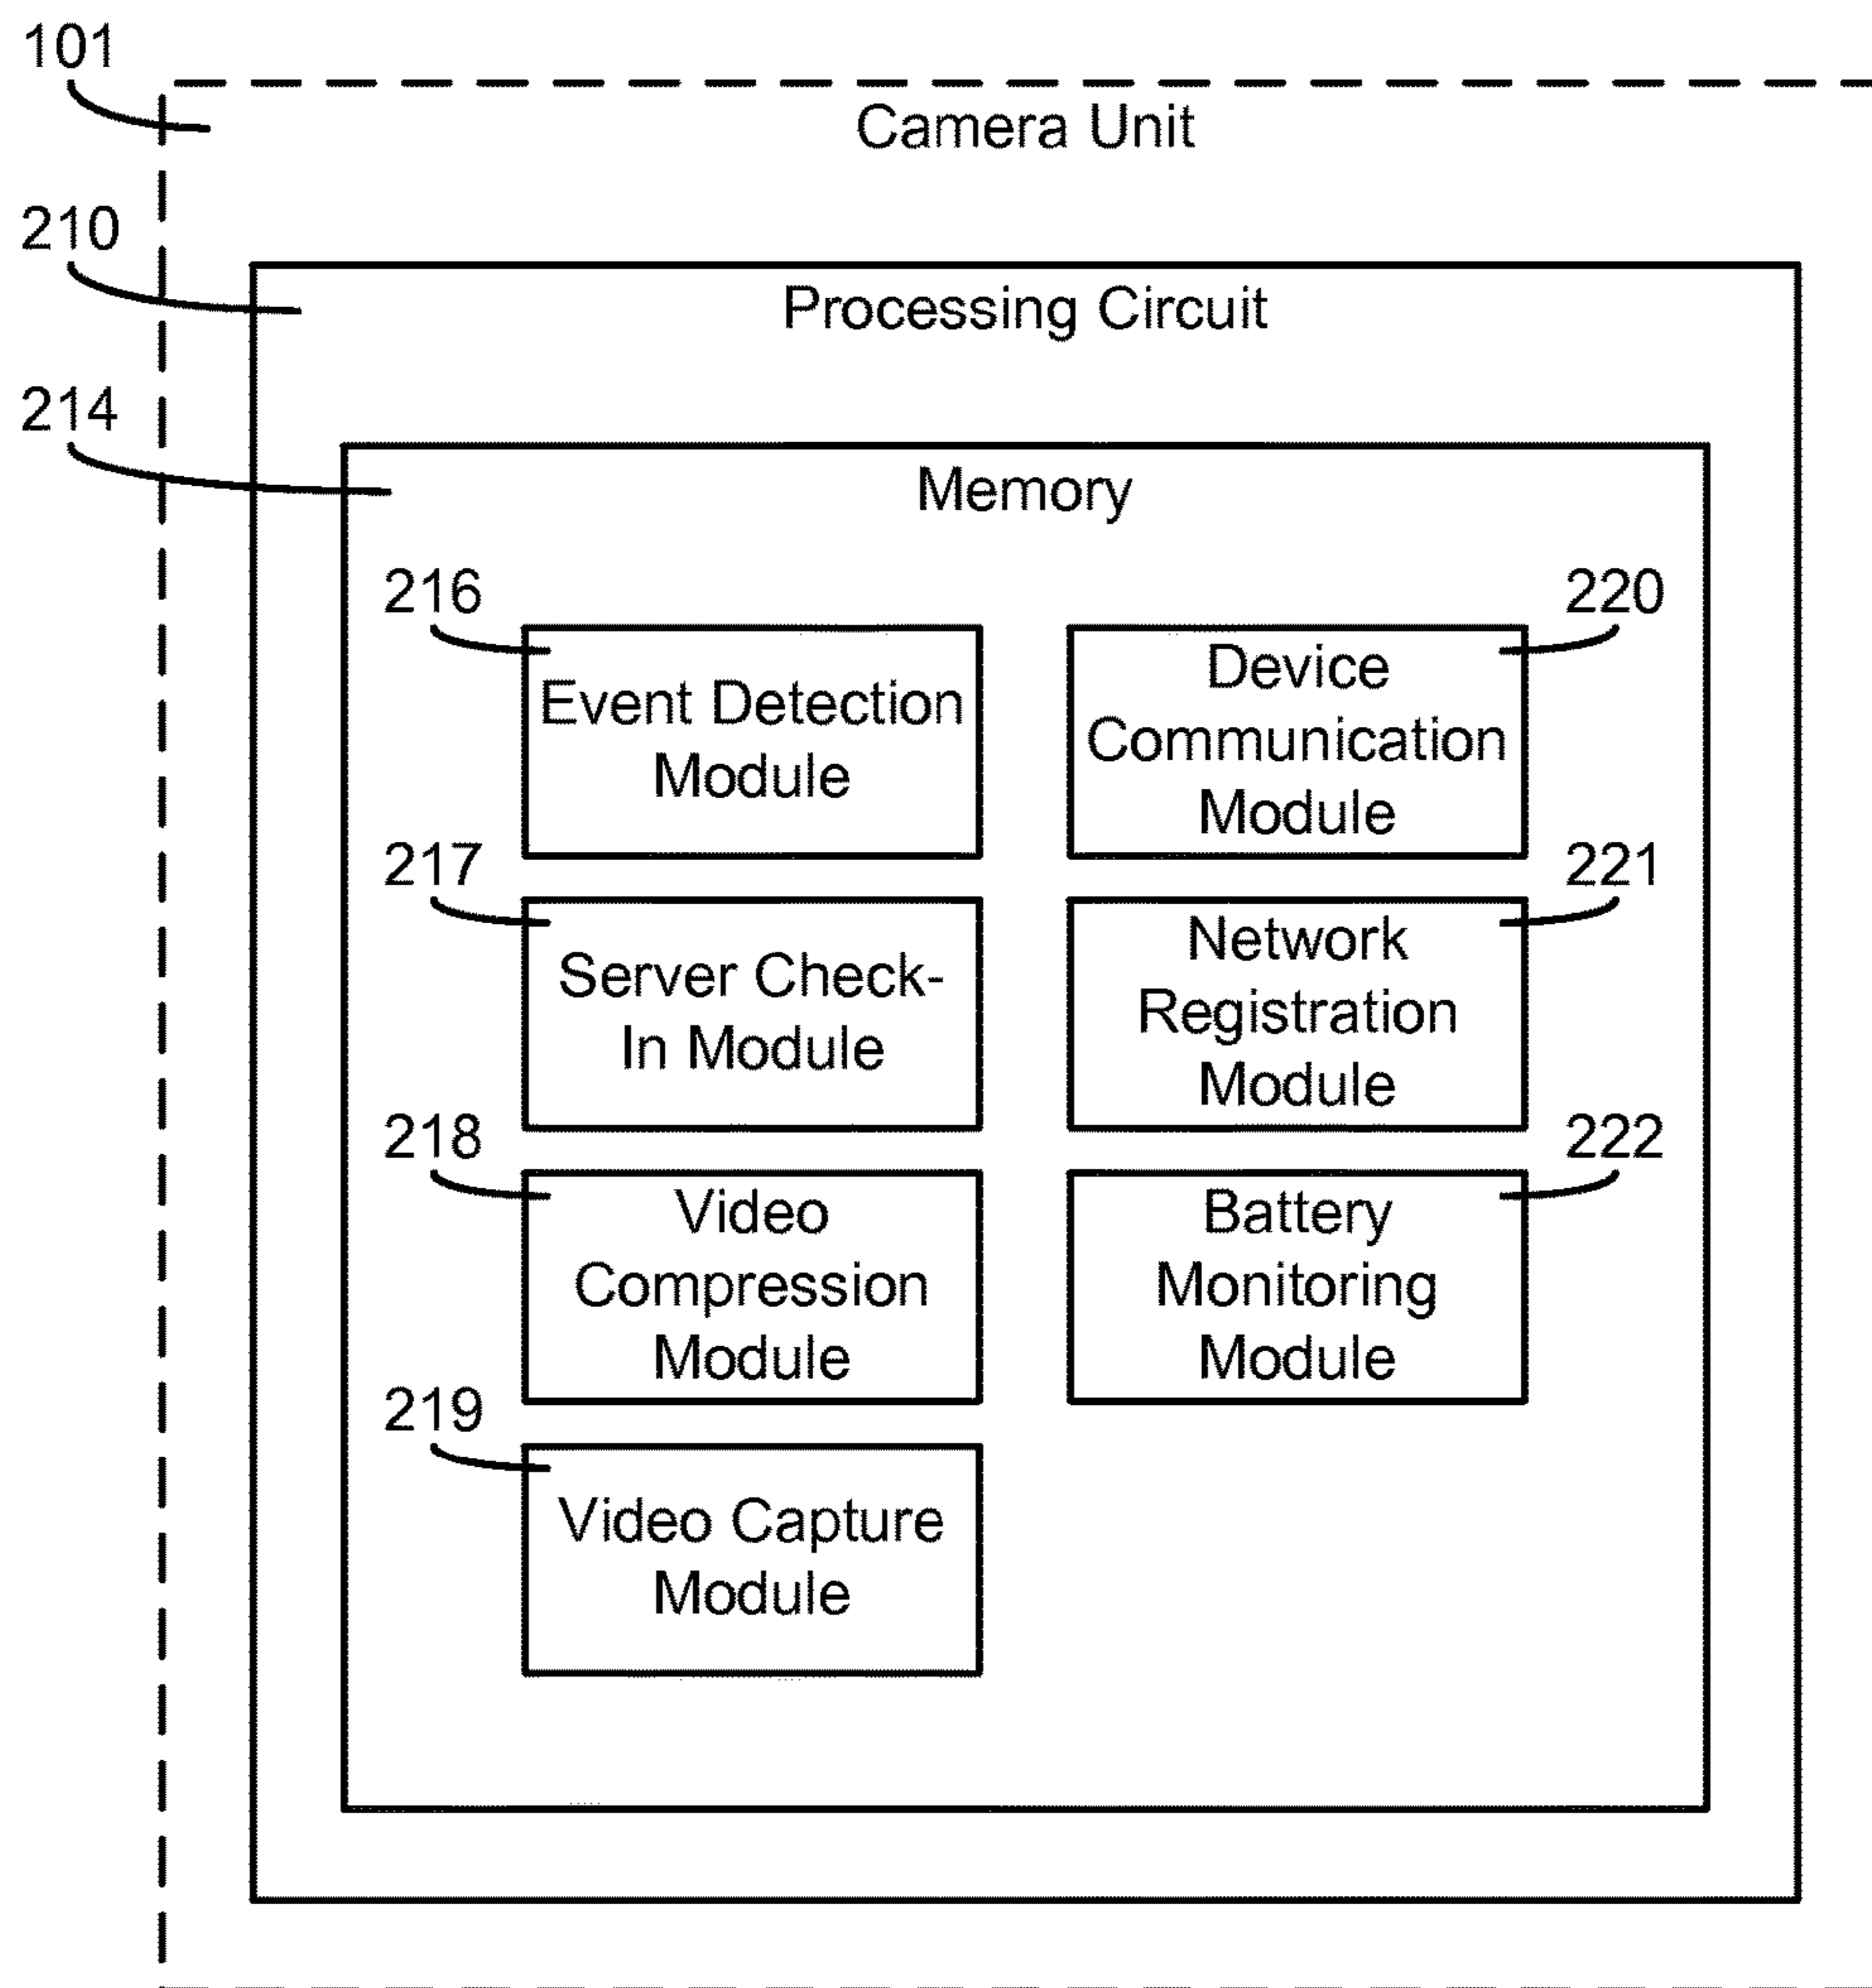 101
Camera Unit
210
Processing Circuit
214
Memory
216
Event Detection
Module
220
Device
Communication
Module
217
Server Check-
In Module
221
Network
Registration
Module
218
Video
Compression
Module
222
Battery
Monitoring
Module
219
Video Capture
Module